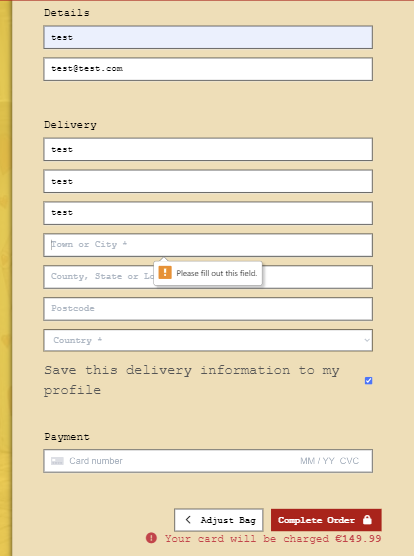 Details
test
test@test.com
Delivery
test
test
test
Town or City *
Please fill out this field.
County, State or
Postcode
Country *
Save this delivery information to my
profile
Payment
Card number MM / YY CVC
Adjust Bag Complete Order
Your card will be charged €149.99